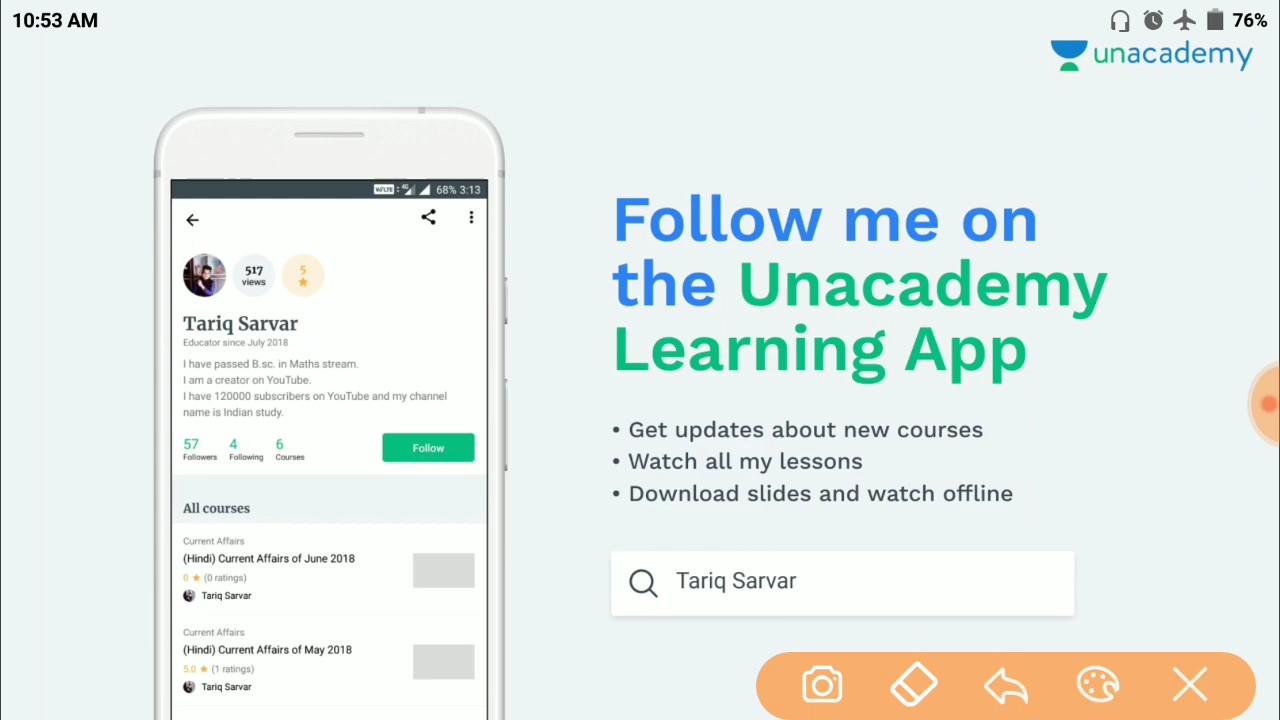 10:53 AM
76%
unacademy
VoLTE 4G 68% 3:13
517
views
5
Tariq Sarvar
Educator since July 2018
I have passed B.sc. in Maths stream.
I am a creator on YouTube.
I have 120000 subscribers on YouTube and my channel
name is Indian study.
57
Followers
4
Following
6
Courses
Follow
All courses
Current Affairs
(Hindi) Current Affairs of June 2018
0 ★ (0 ratings)
Tariq Sarvar
Current Affairs
(Hindi) Current Affairs of May 2018
5.0 ★ (1 ratings)
Tariq Sarvar
Follow me on
the Unacademy
Learning App
• Get updates about new courses
• Watch all my lessons
• Download slides and watch offline
Tariq Sarvar